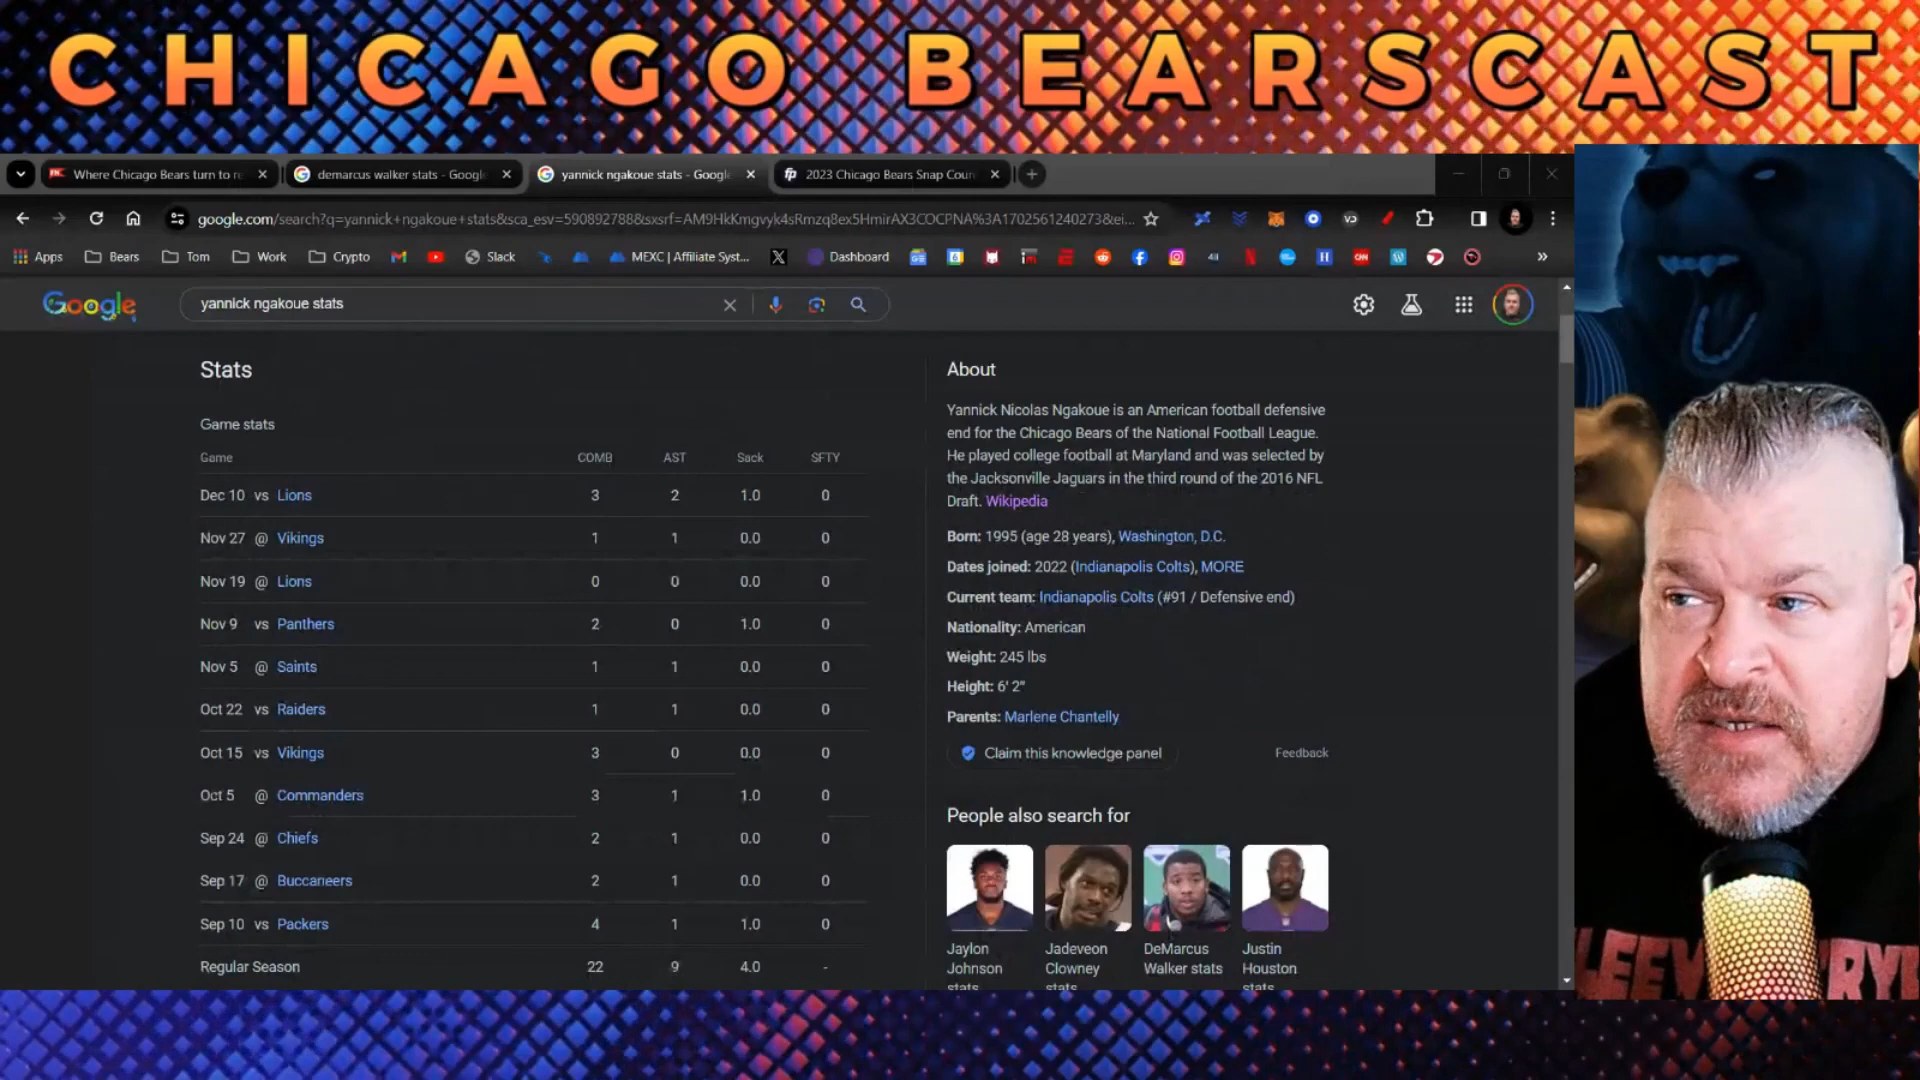 CHICAGO BEARSCAST
Where Chicago Bears turn to re
demarcus walker stats - Google
yannick ngakoue stats - Google
2023 Chicago Bears Snap Coun
google.com/search?q=yannick+ngakoue+stats&sca_esv=590892788&sxsrf=AM9HkKmgvyk4sRmzq8ex5HmirAX3COCPNA%3A1702561240273&ei...
Apps
Bears
Tom
Work
Crypto
Slack
MEXC | Affiliate Syst...
Dashboard
Google
yannick ngakoue stats
Stats
Game stats
Game COMB AST Sack SFTY
Dec 10 vs Lions 3 2 1.0 0
Nov 27 @ Vikings 1 1 0.0 0
Nov 19 @ Lions 0 0 0.0 0
Nov 9 vs Panthers 2 0 1.0 0
Nov 5 @ Saints 1 1 0.0 0
Oct 22 vs Raiders 1 1 0.0 0
Oct 15 vs Vikings 3 0 0.0 0
Oct 5 @ Commanders 3 1 1.0 0
Sep 24 @ Chiefs 2 1 0.0 0
Sep 17 @ Buccaneers 2 1 0.0 0
Sep 10 vs Packers 4 1 1.0 0
Regular Season 22 9 4.0 -
About
Yannick Nicolas Ngakoue is an American football defensive
end for the Chicago Bears of the National Football League.
He played college football at Maryland and was selected by
the Jacksonville Jaguars in the third round of the 2016 NFL
Draft. Wikipedia
Born: 1995 (age 28 years), Washington, D.C.
Dates joined: 2022 (Indianapolis Colts), MORE
Current team: Indianapolis Colts (#91 / Defensive end)
Nationality: American
Weight: 245 lbs
Height: 6' 2"
Parents: Marlene Chantelly
Claim this knowledge panel
Feedback
People also search for
Jaylon
Johnson
stats
Jadeveon
Clowney
stats
DeMarcus
Walker stats
Justin
Houston
stats